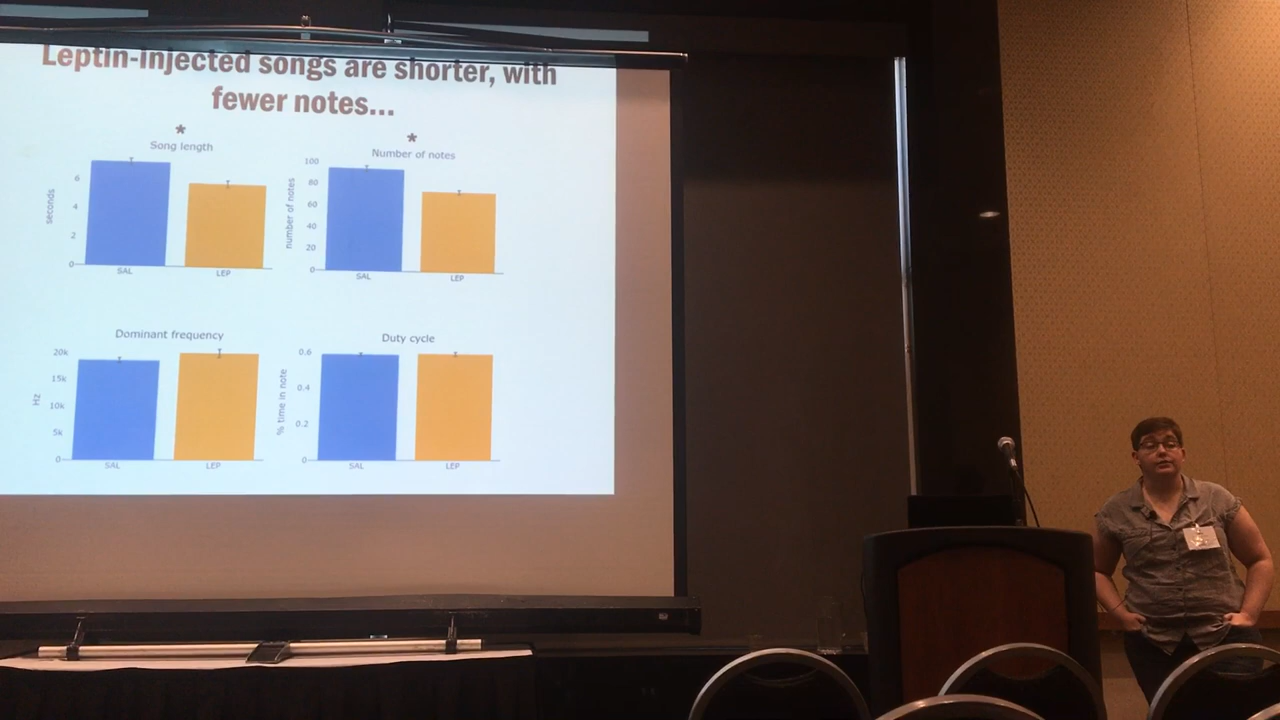 Leptin-injected songs are shorter, with
fewer notes...
*
Song length
seconds
6
4
2
0
SAL
LEP
*
Number of notes
number of notes
100
80
60
40
20
0
SAL
LEP
Dominant frequency
Hz
20k
15k
10k
5k
0
SAL
LEP
Duty cycle
% time in note
0.6
0.4
0.2
0
SAL
LEP